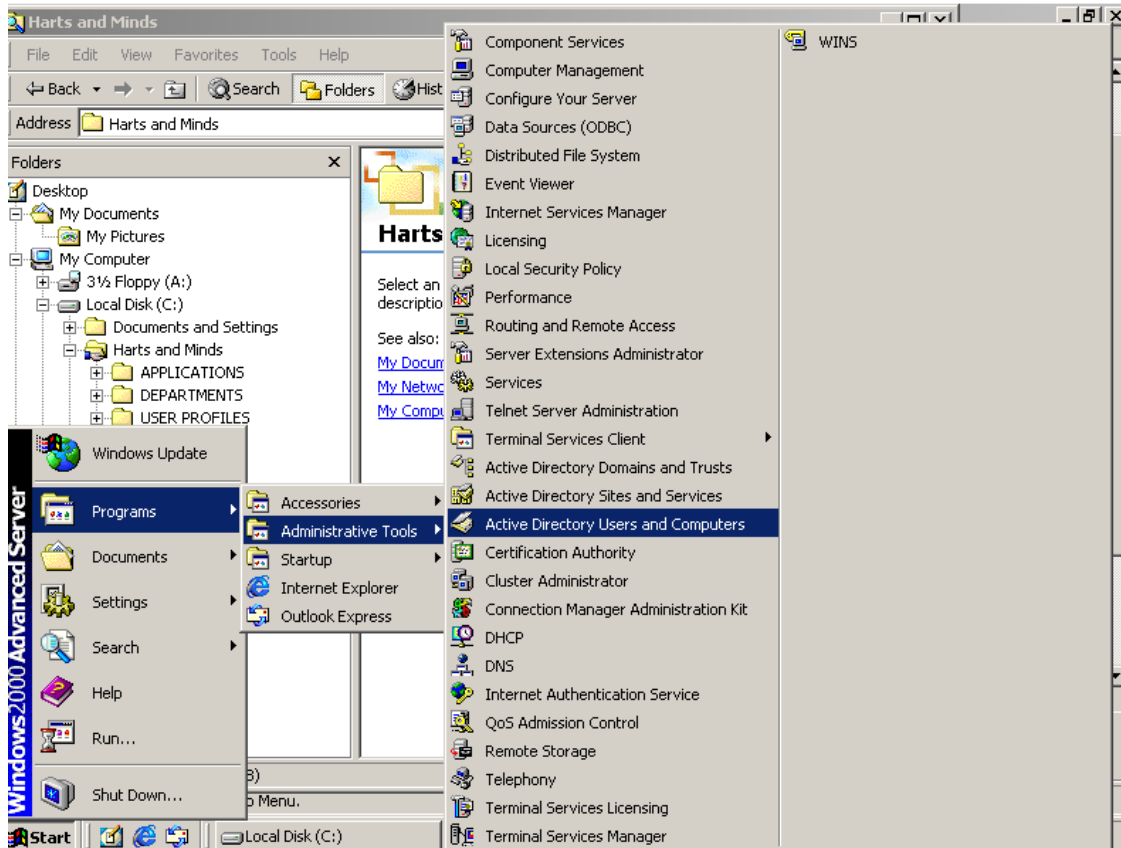 Harts and Minds
File Edit View Favorites Tools Help
Back Search Folders Hist
Address Harts and Minds
Folders
Desktop
My Documents
My Pictures
My Computer
3½ Floppy (A:)
Local Disk (C:)
Documents and Settings
Harts and Minds
APPLICATIONS
DEPARTMENTS
USER PROFILES
Harts
Select an
descriptio
See also:
My Docum
My Netwo
My Compu
Windows2000 Advanced Server
Windows Update
Programs
Documents
Settings
Search
Help
Run...
Shut Down...
Accessories
Administrative Tools
Startup
Internet Explorer
Outlook Express
Component Services
Computer Management
Configure Your Server
Data Sources (ODBC)
Distributed File System
Event Viewer
Internet Services Manager
Licensing
Local Security Policy
Performance
Routing and Remote Access
Server Extensions Administrator
Services
Telnet Server Administration
Terminal Services Client
Active Directory Domains and Trusts
Active Directory Sites and Services
Active Directory Users and Computers
Certification Authority
Cluster Administrator
Connection Manager Administration Kit
DHCP
DNS
Internet Authentication Service
QoS Admission Control
Remote Storage
Telephony
Terminal Services Licensing
Terminal Services Manager
WINS
Menu.
Start Local Disk (C:)